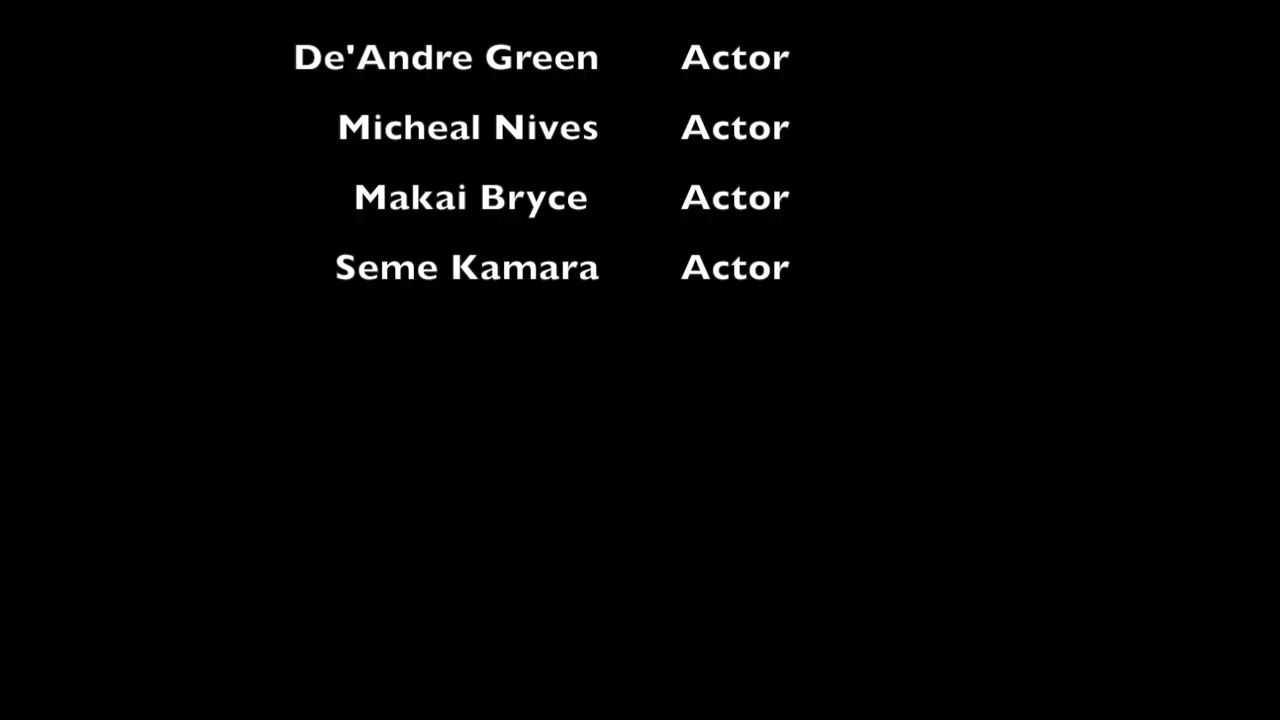 De'Andre Green Actor
Micheal Nives Actor
Makai Bryce Actor
Seme Kamara Actor